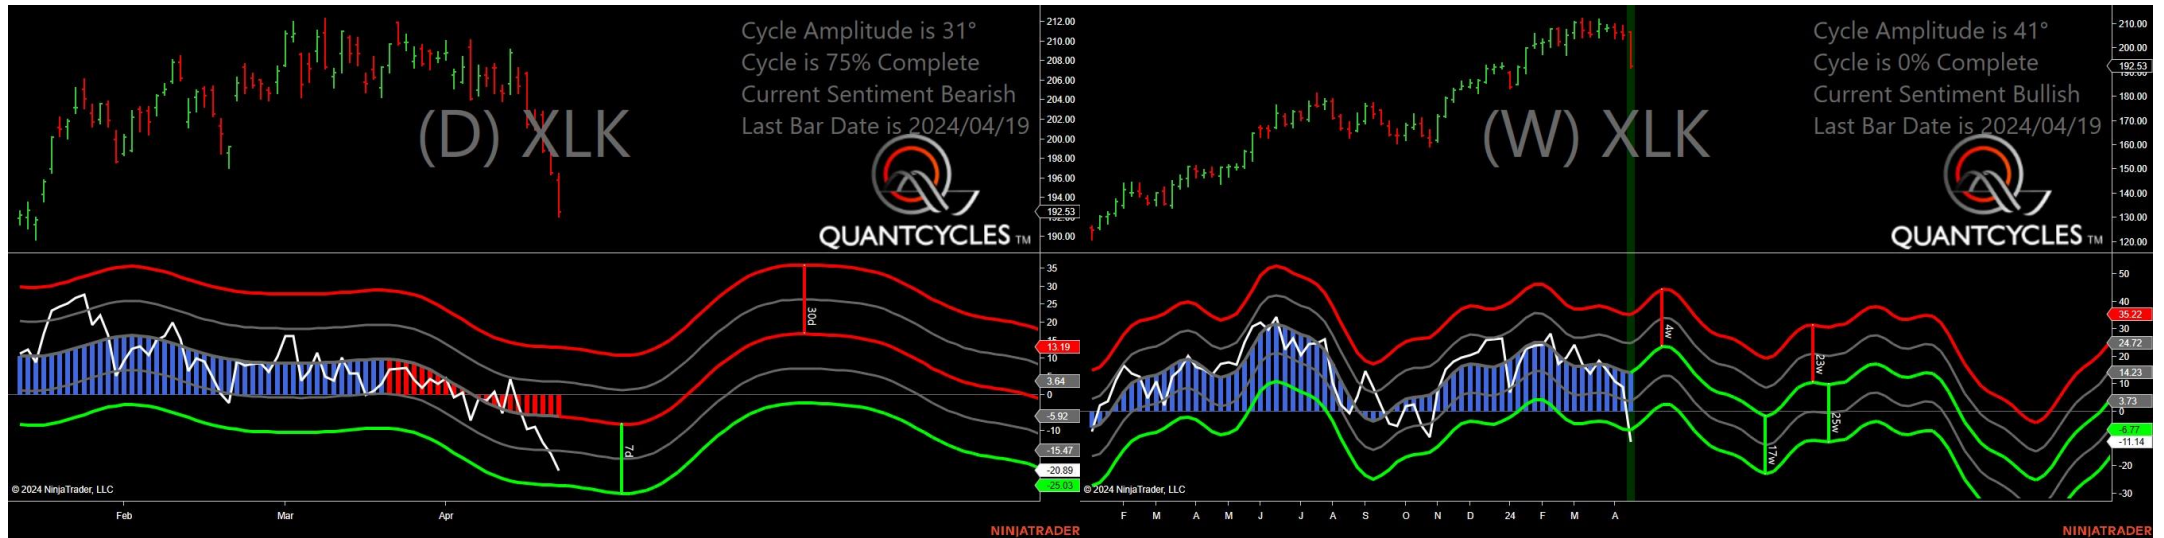 Cycle Amplitude is 31°
Cycle is 75% Complete
Current Sentiment Bearish
Last Bar Date is 2024/04/19
(D) XLK
QUANTCYCLES TM
212.00
210.00
208.00
206.00
204.00
202.00
200.00
198.00
196.00
194.00
192.53
190.00
35
30
25
20
15
13.19
10
3.64
0
-5.92
-10
-15.47
-20.89
-25.03
30d
7d
© 2024 NinjaTrader, LLC
Feb
Mar
Apr
NINJATRADER
Cycle Amplitude is 41°
Cycle is 0% Complete
Current Sentiment Bullish
Last Bar Date is 2024/04/19
(W) XLK
QUANTCYCLES TM
210.00
200.00
192.53
180.00
170.00
160.00
150.00
140.00
130.00
120.00
50
40
35.22
30
24.72
20
14.23
10
3.73
0
-6.77
-11.14
-20
-30
4w
23w
17w
25w
© 2024 NinjaTrader, LLC
F M A M J J A S O N D 24 F M A
NINJATRADER